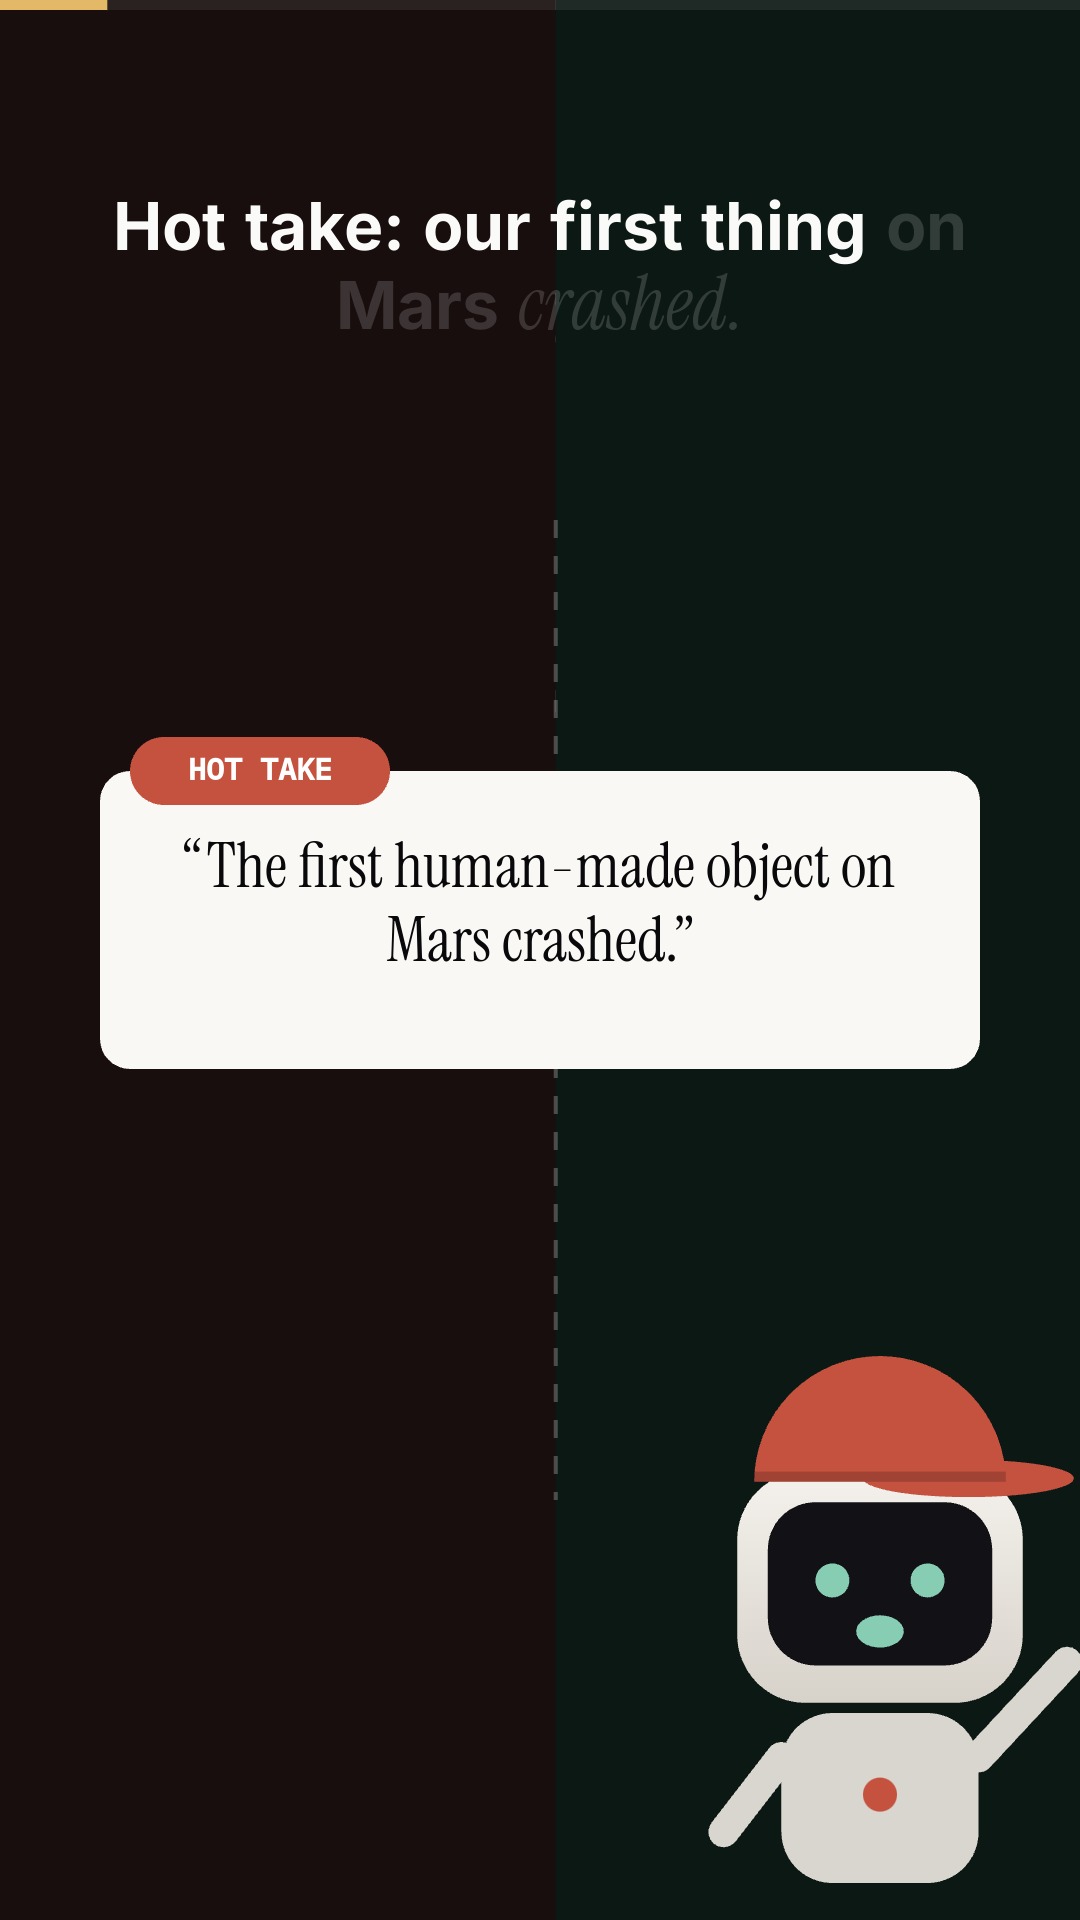 Hot take: our first thing on
Mars crashed.
HOT TAKE
“The first human-made object on
Mars crashed.”